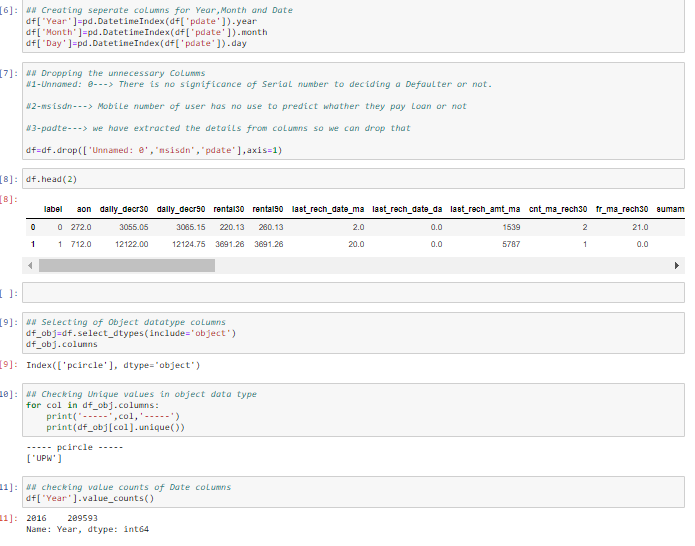 [6]: ## Creating seperate columns for Year,Month and Date
df['Year']=pd.DatetimeIndex(df['pdate']).year
df['Month']=pd.DatetimeIndex(df['pdate']).month
df['Day']=pd.DatetimeIndex(df['pdate']).day
[7]: ## Dropping the unnecessary Columms
#1-Unnamed: 0---> There is no significance of Serial number to deciding a Defaulter or not.
#2-msisdn---> Mobile number of user has no use to predict whather they pay loan or not
#3-padte---> we have extracted the details from columns so we can drop that
df=df.drop(['Unnamed: 0','msisdn','pdate'],axis=1)
[8]: df.head(2)
[8]:
label aon daily_decr30 daily_decr90 rental30 rental90 last_rech_date_ma last_rech_date_da last_rech_amt_ma cnt_ma_rech30 fr_ma_rech30 sumam
0 0 272.0 3055.05 3065.15 220.13 260.13 2.0 0.0 1539 2 21.0
1 1 712.0 12122.00 12124.75 3691.26 3691.26 20.0 0.0 5787 1 0.0
[ ]:
[9]: ## Selecting of Object datatype columns
df_obj=df.select_dtypes(include='object')
df_obj.columns
[9]: Index(['pcircle'], dtype='object')
10]: ## Checking Unique values in object data type
for col in df_obj.columns:
print('-----',col,'-----')
print(df_obj[col].unique())
----- pcircle -----
['UPW']
11]: ## checking value counts of Date columns
df['Year'].value_counts()
11]: 2016 209593
Name: Year, dtype: int64